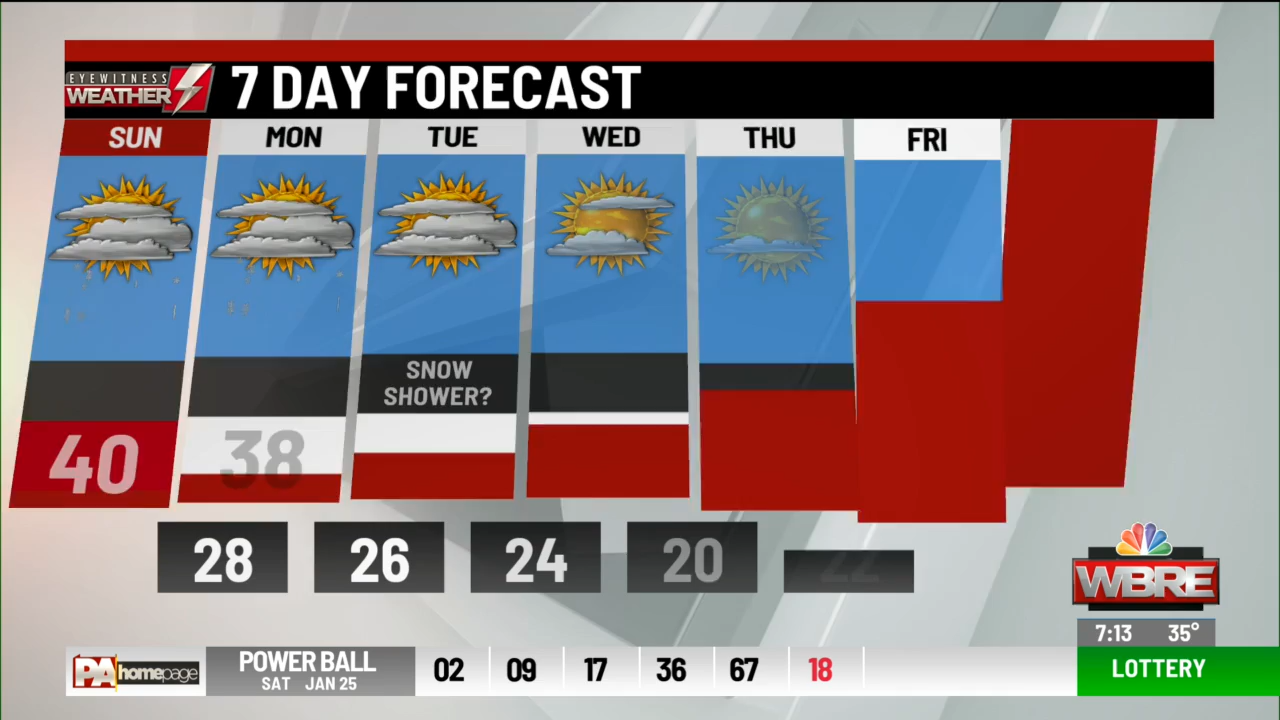 EYEWITNESS
WEATHER
7 DAY FORECAST
SUN
MON
TUE
WED
THU
FRI
SNOW
SHOWER?
40
38
28
26
24
20
22
WBRE
7:13 35°
PA homepage
POWER BALL
SAT JAN 25
02 09 17 36 67 18
LOTTERY